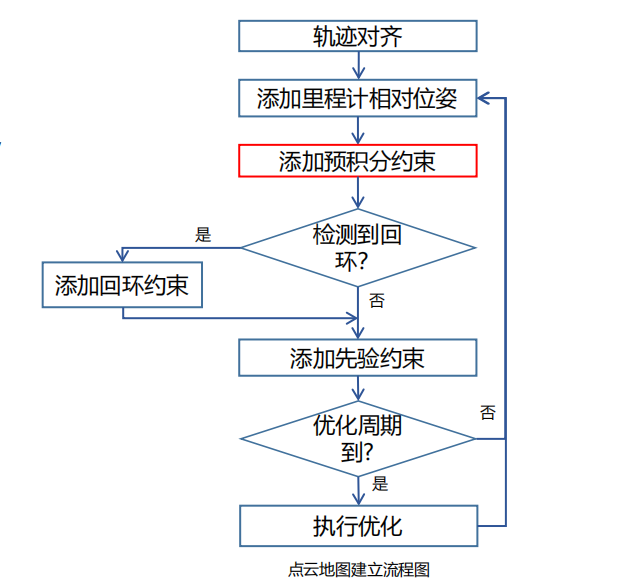 轨迹对齐
添加里程计相对位姿
添加预积分约束
是
检测到回
环?
添加回环约束
否
添加先验约束
优化周期
到?
否
是
执行优化
点云地图建立流程图